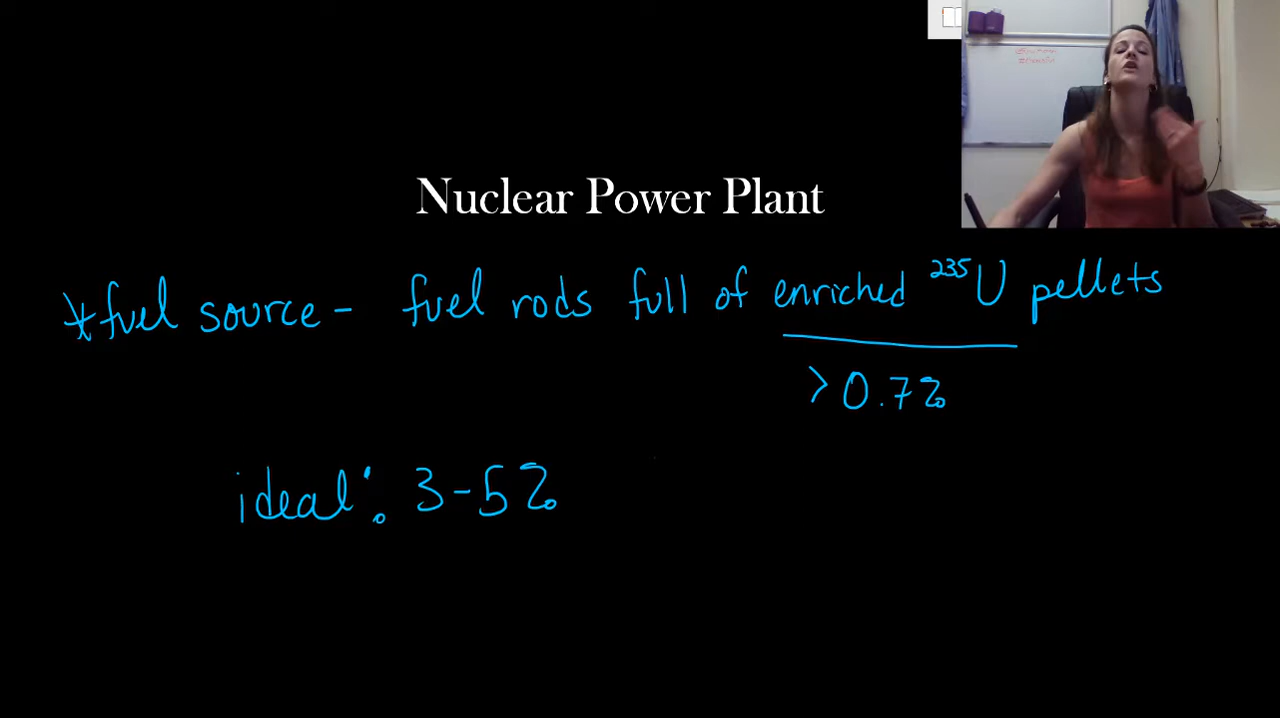 Nuclear Power Plant
*fuel source - fuel rods full of enriched ²³⁵U pellets
>0.7%
ideal: 3-5%